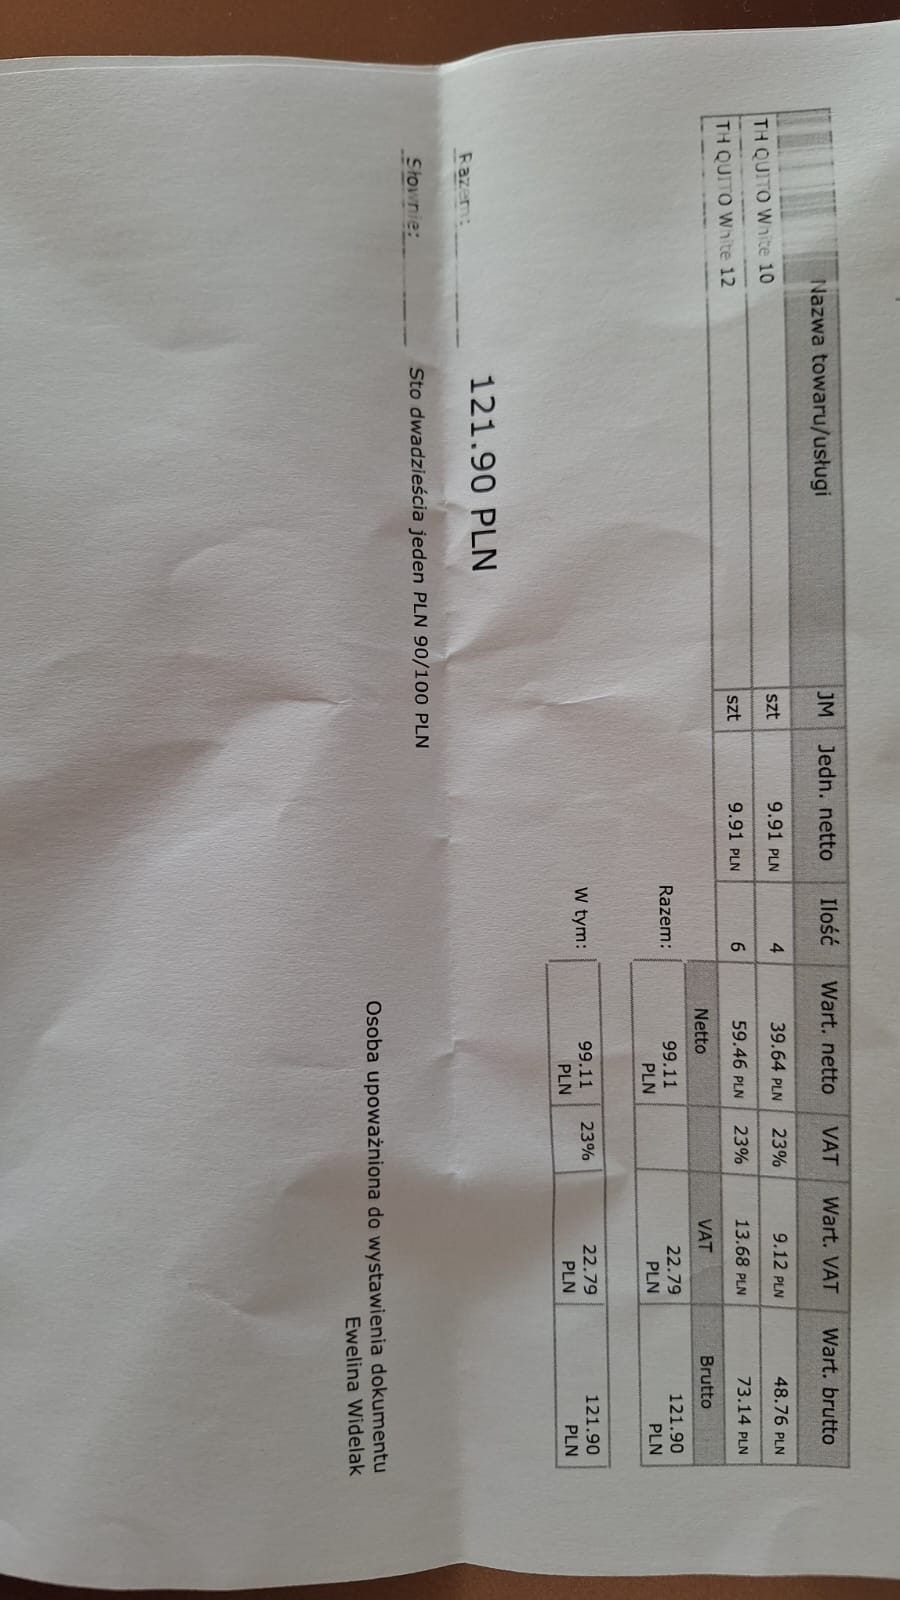 Nazwa towaru/usługi JM Jedn. netto Ilość Wart. netto VAT Wart. VAT Wart. brutto
TH QUITO White 10 szt 9.91 PLN 4 39.64 PLN 23% 9.12 PLN 48.76 PLN
TH QUITO White 12 szt 9.91 PLN 6 59.46 PLN 23% 13.68 PLN 73.14 PLN
Netto VAT Brutto
Razem: 99.11 PLN 22.79 PLN 121.90 PLN
W tym: 99.11 PLN 23% 22.79 PLN 121.90 PLN
Razem: 121.90 PLN
Słownie: Sto dwadzieścia jeden PLN 90/100 PLN
Osoba upoważniona do wystawienia dokumentu
Ewelina Widelak